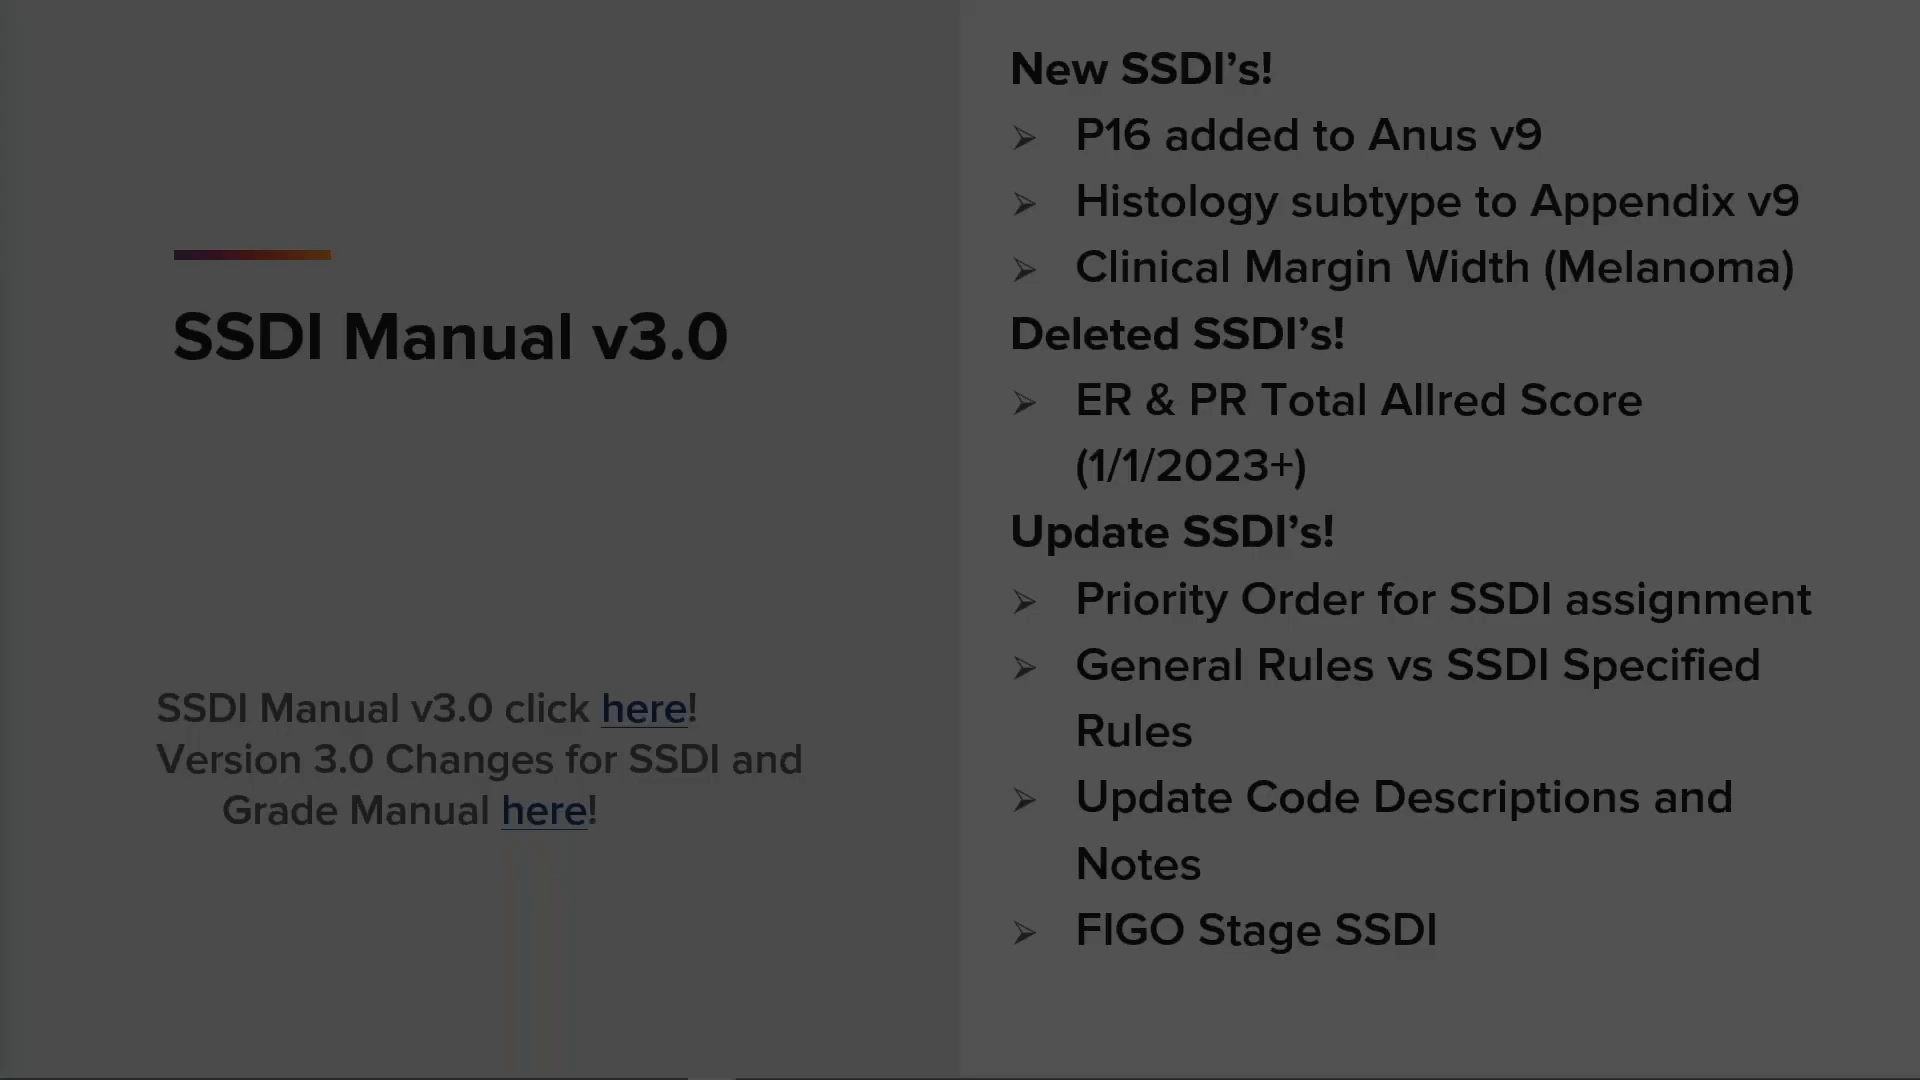 SSDI Manual v3.0
SSDI Manual v3.0 click here!
Version 3.0 Changes for SSDI and
Grade Manual here!
New SSDI’s!
➢ P16 added to Anus v9
➢ Histology subtype to Appendix v9
➢ Clinical Margin Width (Melanoma)
Deleted SSDI’s!
➢ ER & PR Total Allred Score
(1/1/2023+)
Update SSDI’s!
➢ Priority Order for SSDI assignment
➢ General Rules vs SSDI Specified
Rules
➢ Update Code Descriptions and
Notes
➢ FIGO Stage SSDI